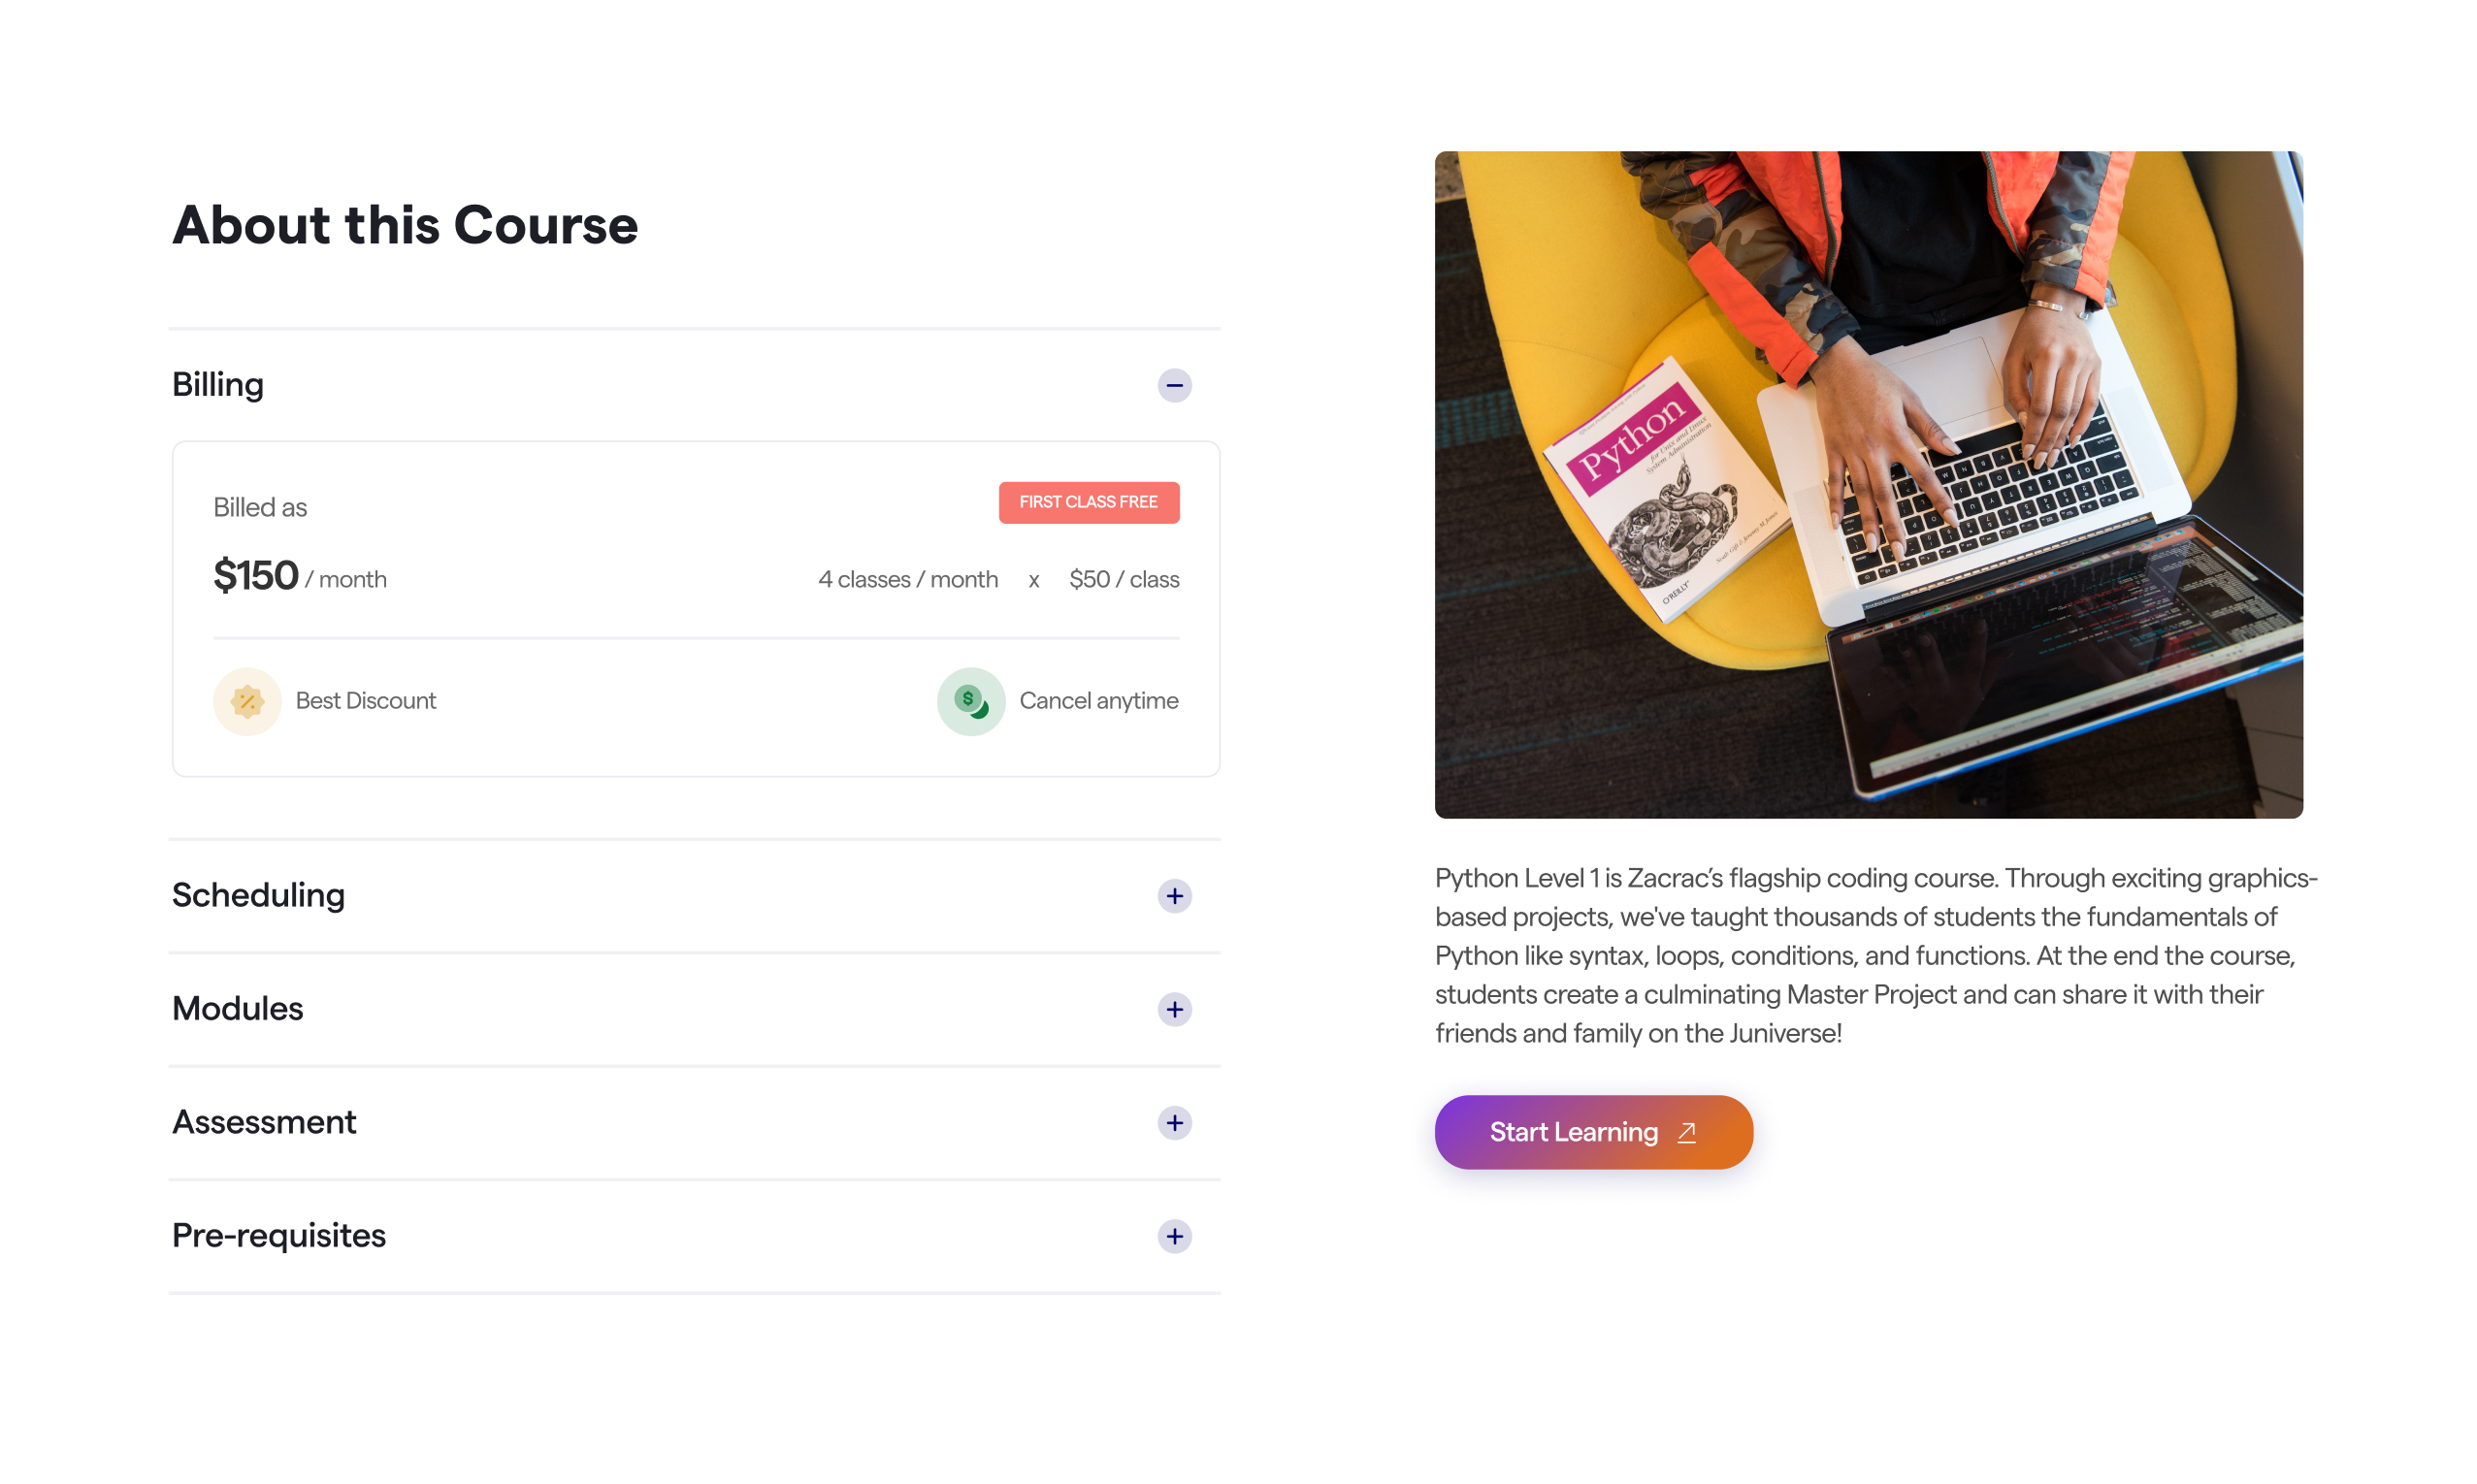 About this Course
Billing
Billed as
FIRST CLASS FREE
$150 / month
4 classes / month x $50 / class
Best Discount
Cancel anytime
Scheduling
Modules
Assessment
Pre-requisites
Python
for Unix and Linux
System Administration
Noah Gift & Jeremy M. Jones
O'REILLY
Python Level 1 is Zacrac’s flagship coding course. Through exciting graphics-
based projects, we've taught thousands of students the fundamentals of
Python like syntax, loops, conditions, and functions. At the end the course,
students create a culminating Master Project and can share it with their
friends and family on the Juniverse!
Start Learning